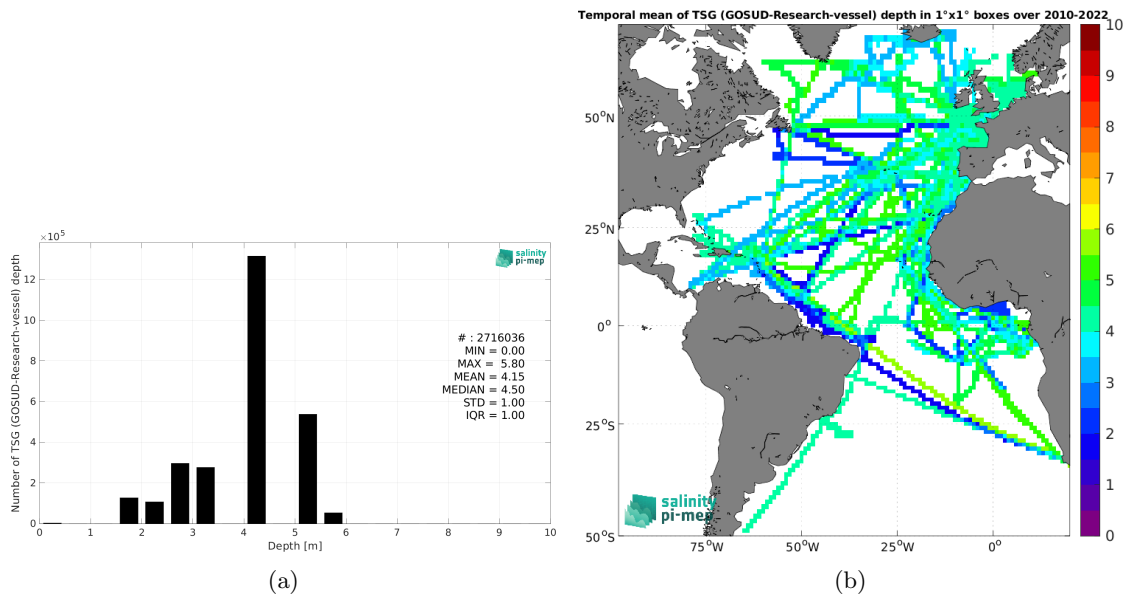 ×10⁵
12
10
8
6
4
2
0
Number of TSG (GOSUD-Research-vessel) depth
salinity
pi-mep
# : 2716036
MIN = 0.00
MAX = 5.80
MEAN = 4.15
MEDIAN = 4.50
STD = 1.00
IQR = 1.00
0 1 2 3 4 5 6 7 8 9 10
Depth [m]
(a)
Temporal mean of TSG (GOSUD-Research-vessel) depth in 1°x1° boxes over 2010-2022
50°N
25°N
0°
25°S
50°S
75°W 50°W 25°W 0°
salinity
pi-mep
10
9
8
7
6
5
4
3
2
1
0
(b)